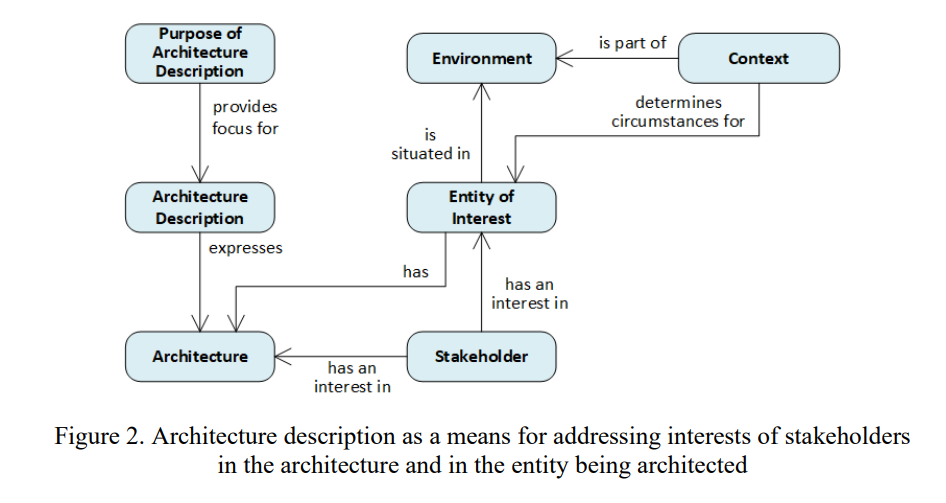 Purpose of
Architecture
Description
Environment
is part of
Context
provides
focus for
determines
circumstances for
is
situated in
Architecture
Description
Entity of
Interest
expresses
has
has an
interest in
Architecture
has an
interest in
Stakeholder
Figure 2. Architecture description as a means for addressing interests of stakeholders
in the architecture and in the entity being architected